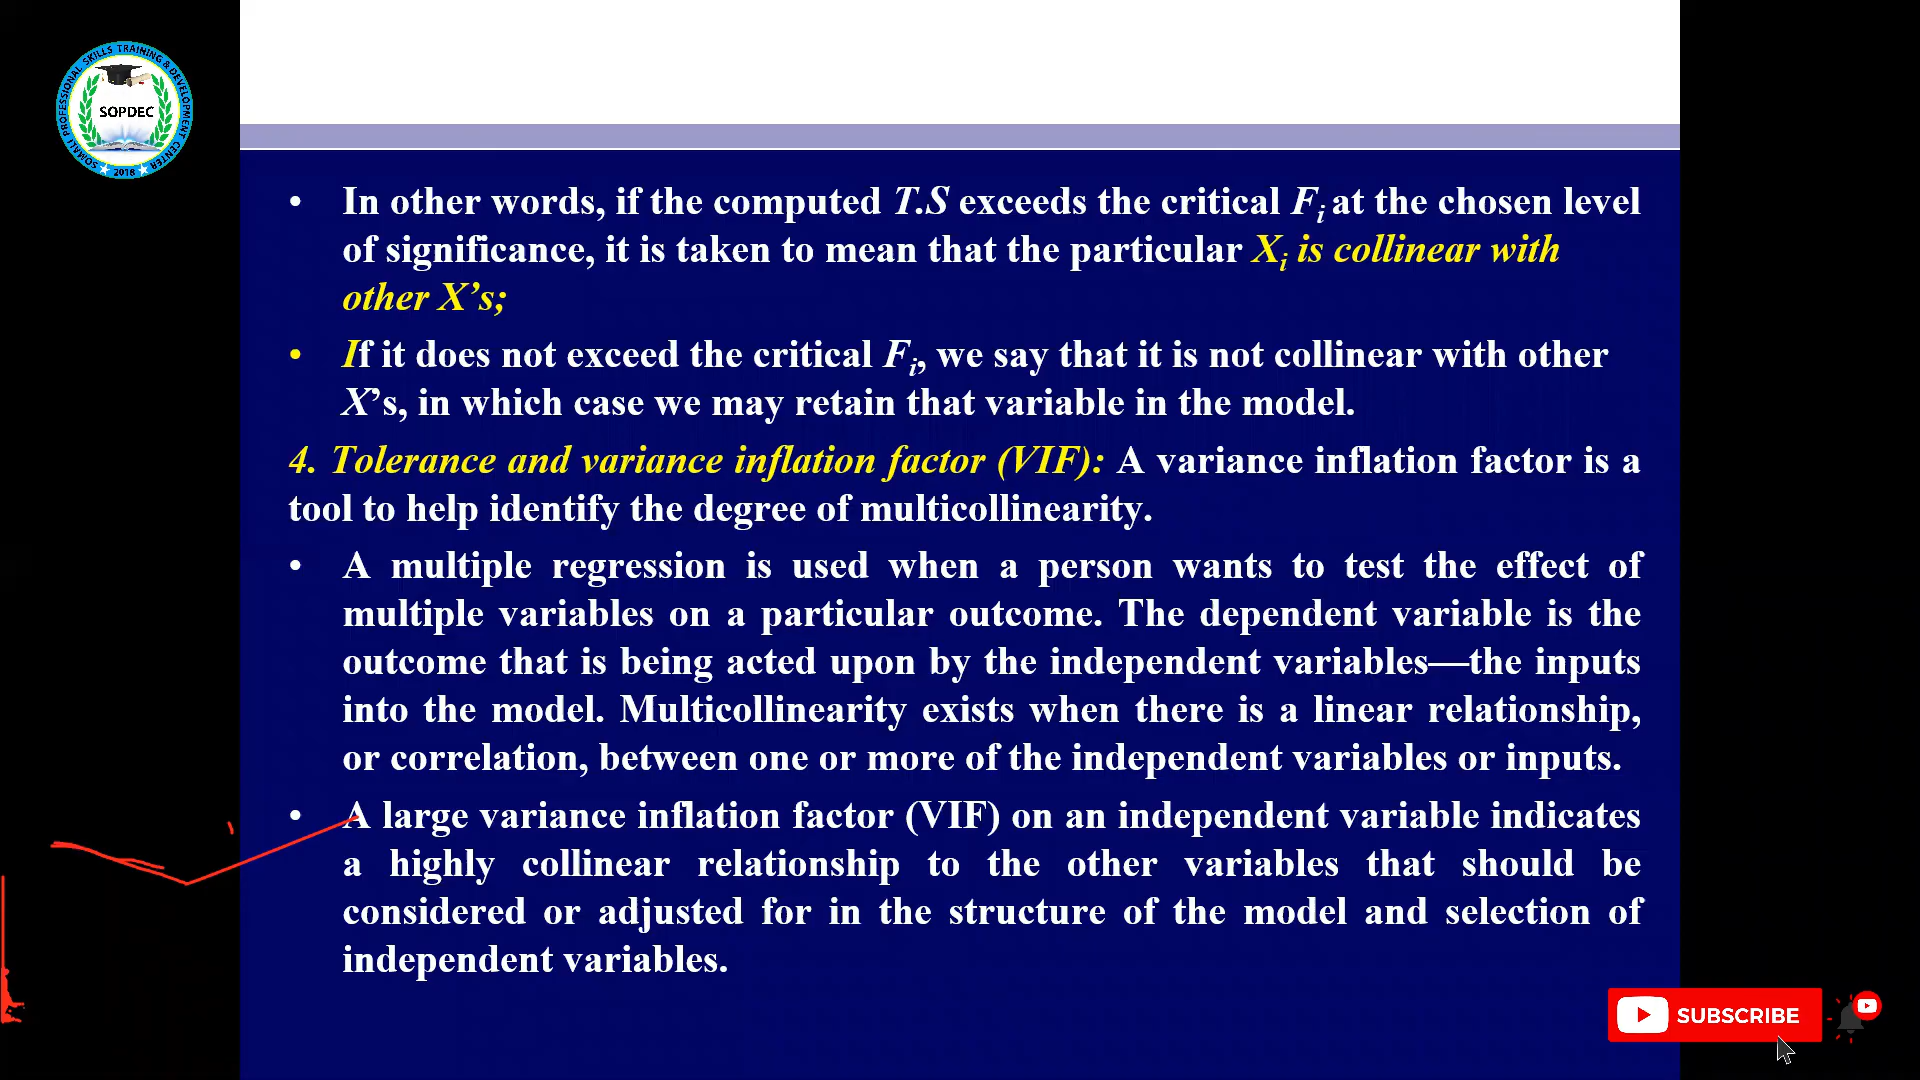 SOMALI PROFESSIONAL SKILLS TRAINING & DEVELOPMENT CENTER
SOPDEC
2018
• In other words, if the computed T.S exceeds the critical Fi at the chosen level
of significance, it is taken to mean that the particular Xi is collinear with
other X’s;
• If it does not exceed the critical Fi, we say that it is not collinear with other
X’s, in which case we may retain that variable in the model.
4. Tolerance and variance inflation factor (VIF): A variance inflation factor is a
tool to help identify the degree of multicollinearity.
• A multiple regression is used when a person wants to test the effect of
multiple variables on a particular outcome. The dependent variable is the
outcome that is being acted upon by the independent variables—the inputs
into the model. Multicollinearity exists when there is a linear relationship,
or correlation, between one or more of the independent variables or inputs.
• A large variance inflation factor (VIF) on an independent variable indicates
a highly collinear relationship to the other variables that should be
considered or adjusted for in the structure of the model and selection of
independent variables.
SUBSCRIBE